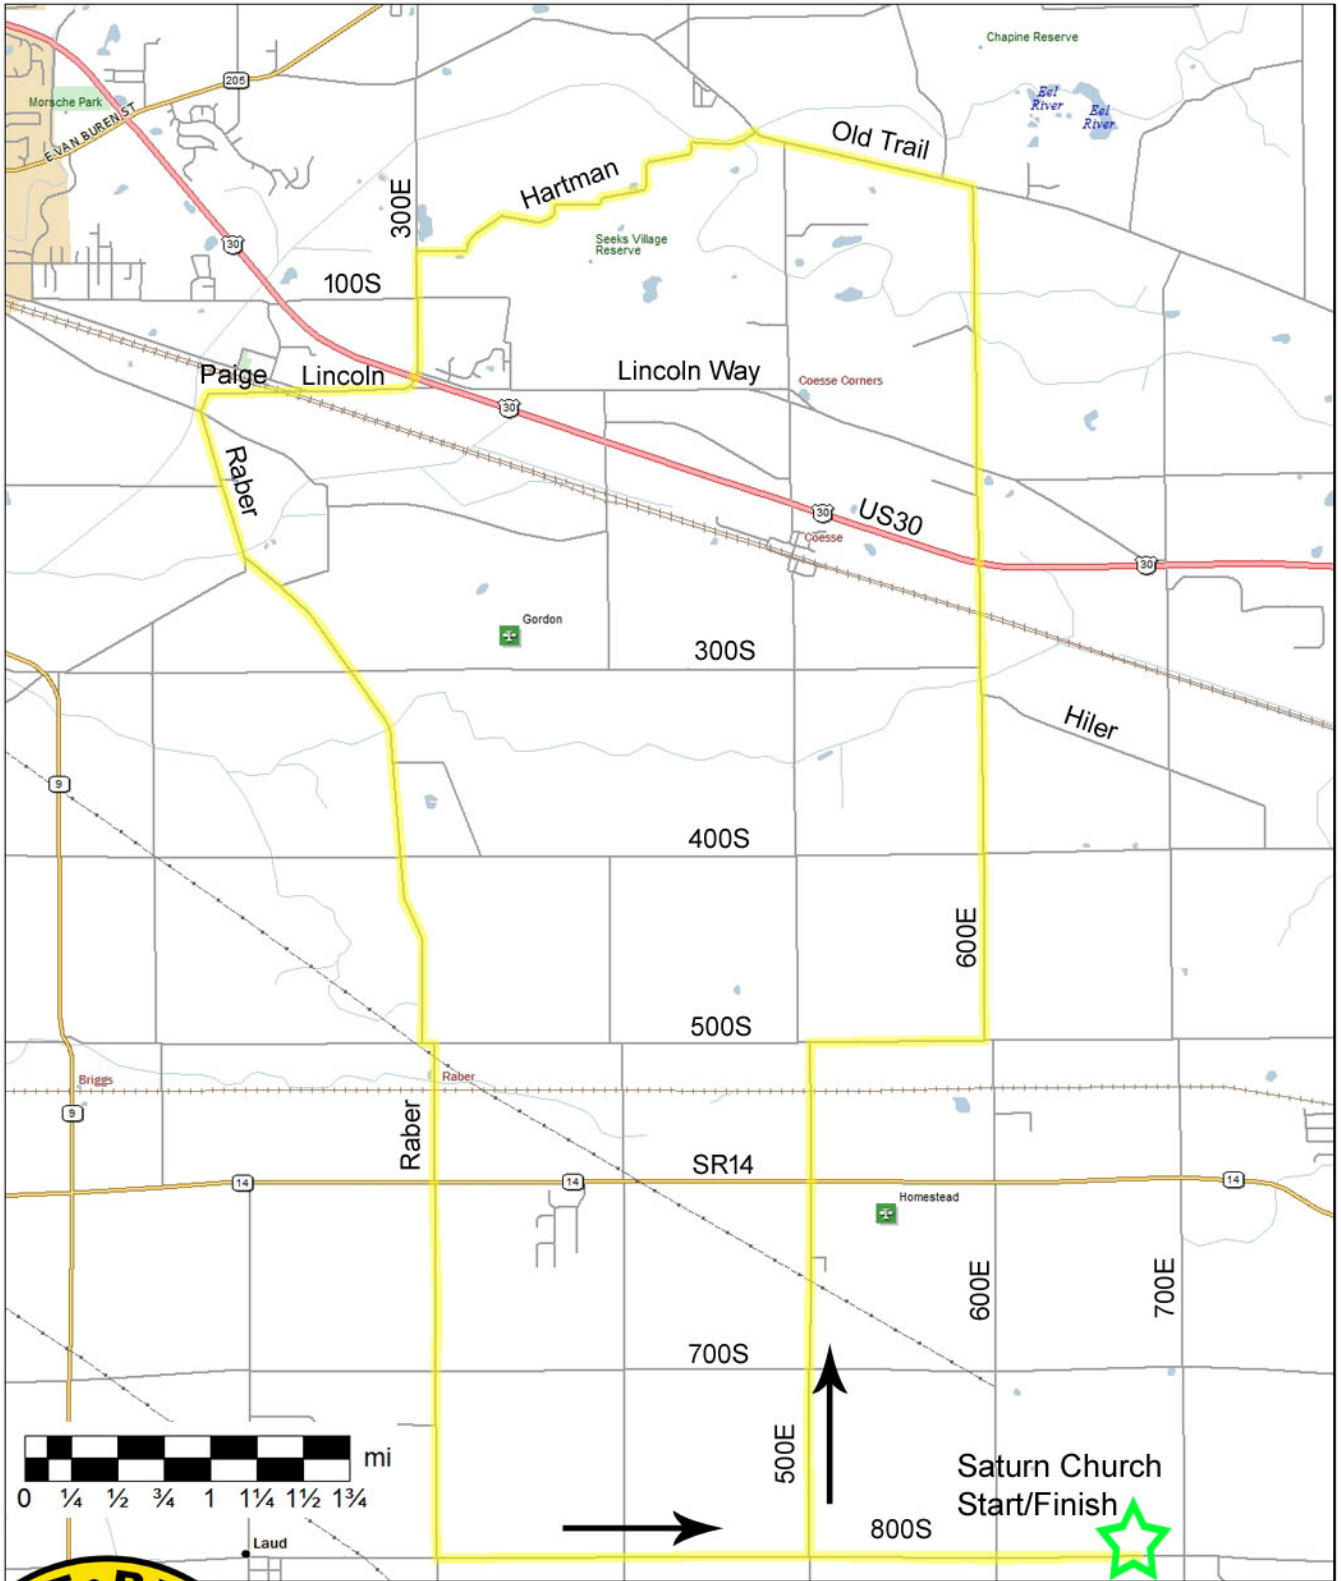 Chapine Reserve
205
Morsche Park
Eel
River
Eel
River
E VAN BUREN ST
Old Trail
Hartman
300E
30
Seeks Village
Reserve
100S
Paige
Lincoln
Lincoln Way
Coesse Corners
30
Raber
30
US30
Coesse
30
Gordon
300S
Hiler
9
400S
600E
500S
Briggs
Raber
9
Raber
SR14
14
14
14
Homestead
600E
700E
700S
500E
mi
0 ¼ ½ ¾ 1 1¼ 1½ 1¾
Saturn Church
Start/Finish
800S
Laud